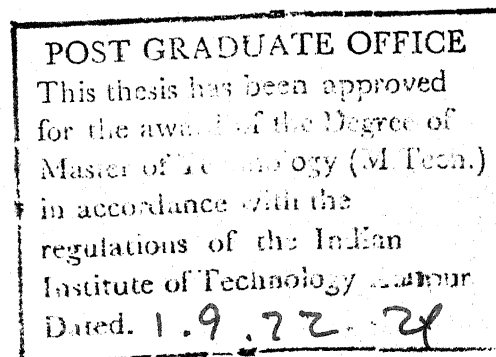 POST GRADUATE OFFICE
This thesis has been approved
for the award of the Degree of
Master of Technology (M.Tech.)
in accordance with the
regulations of the Indian
Institute of Technology Kanpur
Dated. 1.9.72